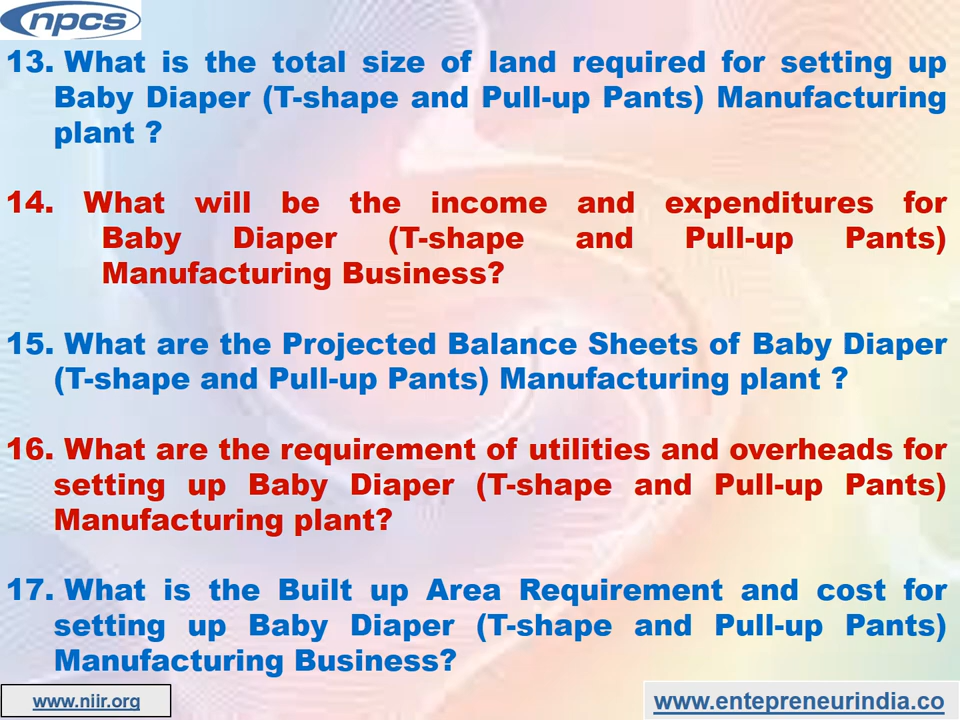 npcs
13. What is the total size of land required for setting up
Baby Diaper (T-shape and Pull-up Pants) Manufacturing
plant ?
14. What will be the income and expenditures for
Baby Diaper (T-shape and Pull-up Pants)
Manufacturing Business?
15. What are the Projected Balance Sheets of Baby Diaper
(T-shape and Pull-up Pants) Manufacturing plant ?
16. What are the requirement of utilities and overheads for
setting up Baby Diaper (T-shape and Pull-up Pants)
Manufacturing plant?
17. What is the Built up Area Requirement and cost for
setting up Baby Diaper (T-shape and Pull-up Pants)
Manufacturing Business?
www.niir.org
www.entepreneurindia.co